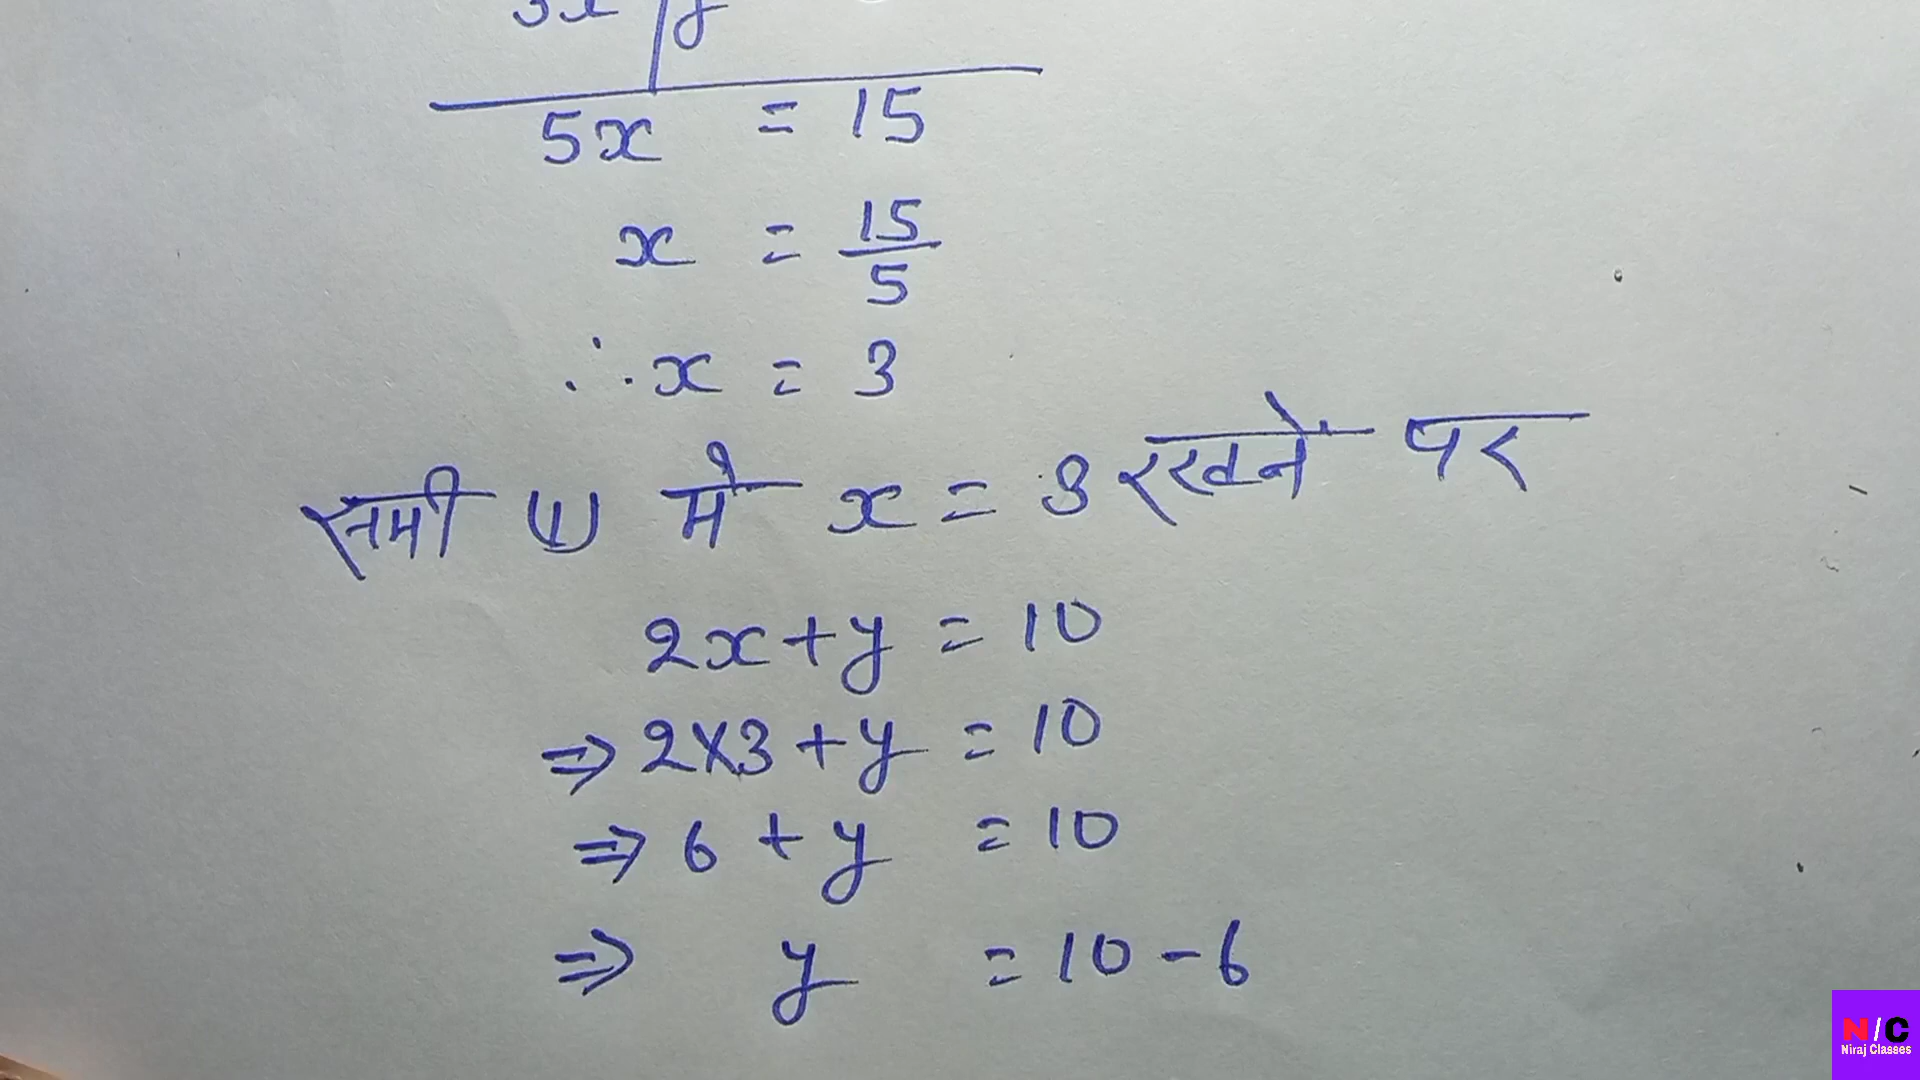 5x = 15
x = 15/5
∴ x = 3
समी (1) मे x = 3 रखने पर
2x + y = 10
⇒ 2×3 + y = 10
⇒ 6 + y = 10
⇒ y = 10 - 6
N/C
Niraj Classes